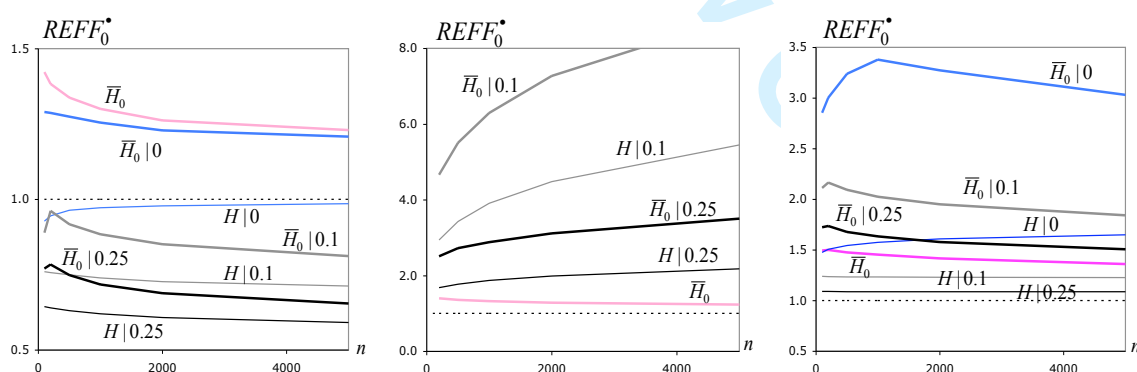 REFF₀•
1.5
H̅₀
H̅₀ | 0
1.0
H | 0
H̅₀ | 0.1
H̅₀ | 0.25
H | 0.1
H | 0.25
0.5
0 2000 4000 n
REFF₀•
8.0
H̅₀ | 0.1
6.0
H | 0.1
4.0
H̅₀ | 0.25
H | 0.25
2.0
H̅₀
0.0
0 2000 4000 n
REFF₀•
3.5
H̅₀ | 0
3.0
2.5
H̅₀ | 0.1
2.0
H̅₀ | 0.25
H | 0
1.5
H̅₀
H | 0.1
H | 0.25
1.0
0.5
0 2000 4000 n